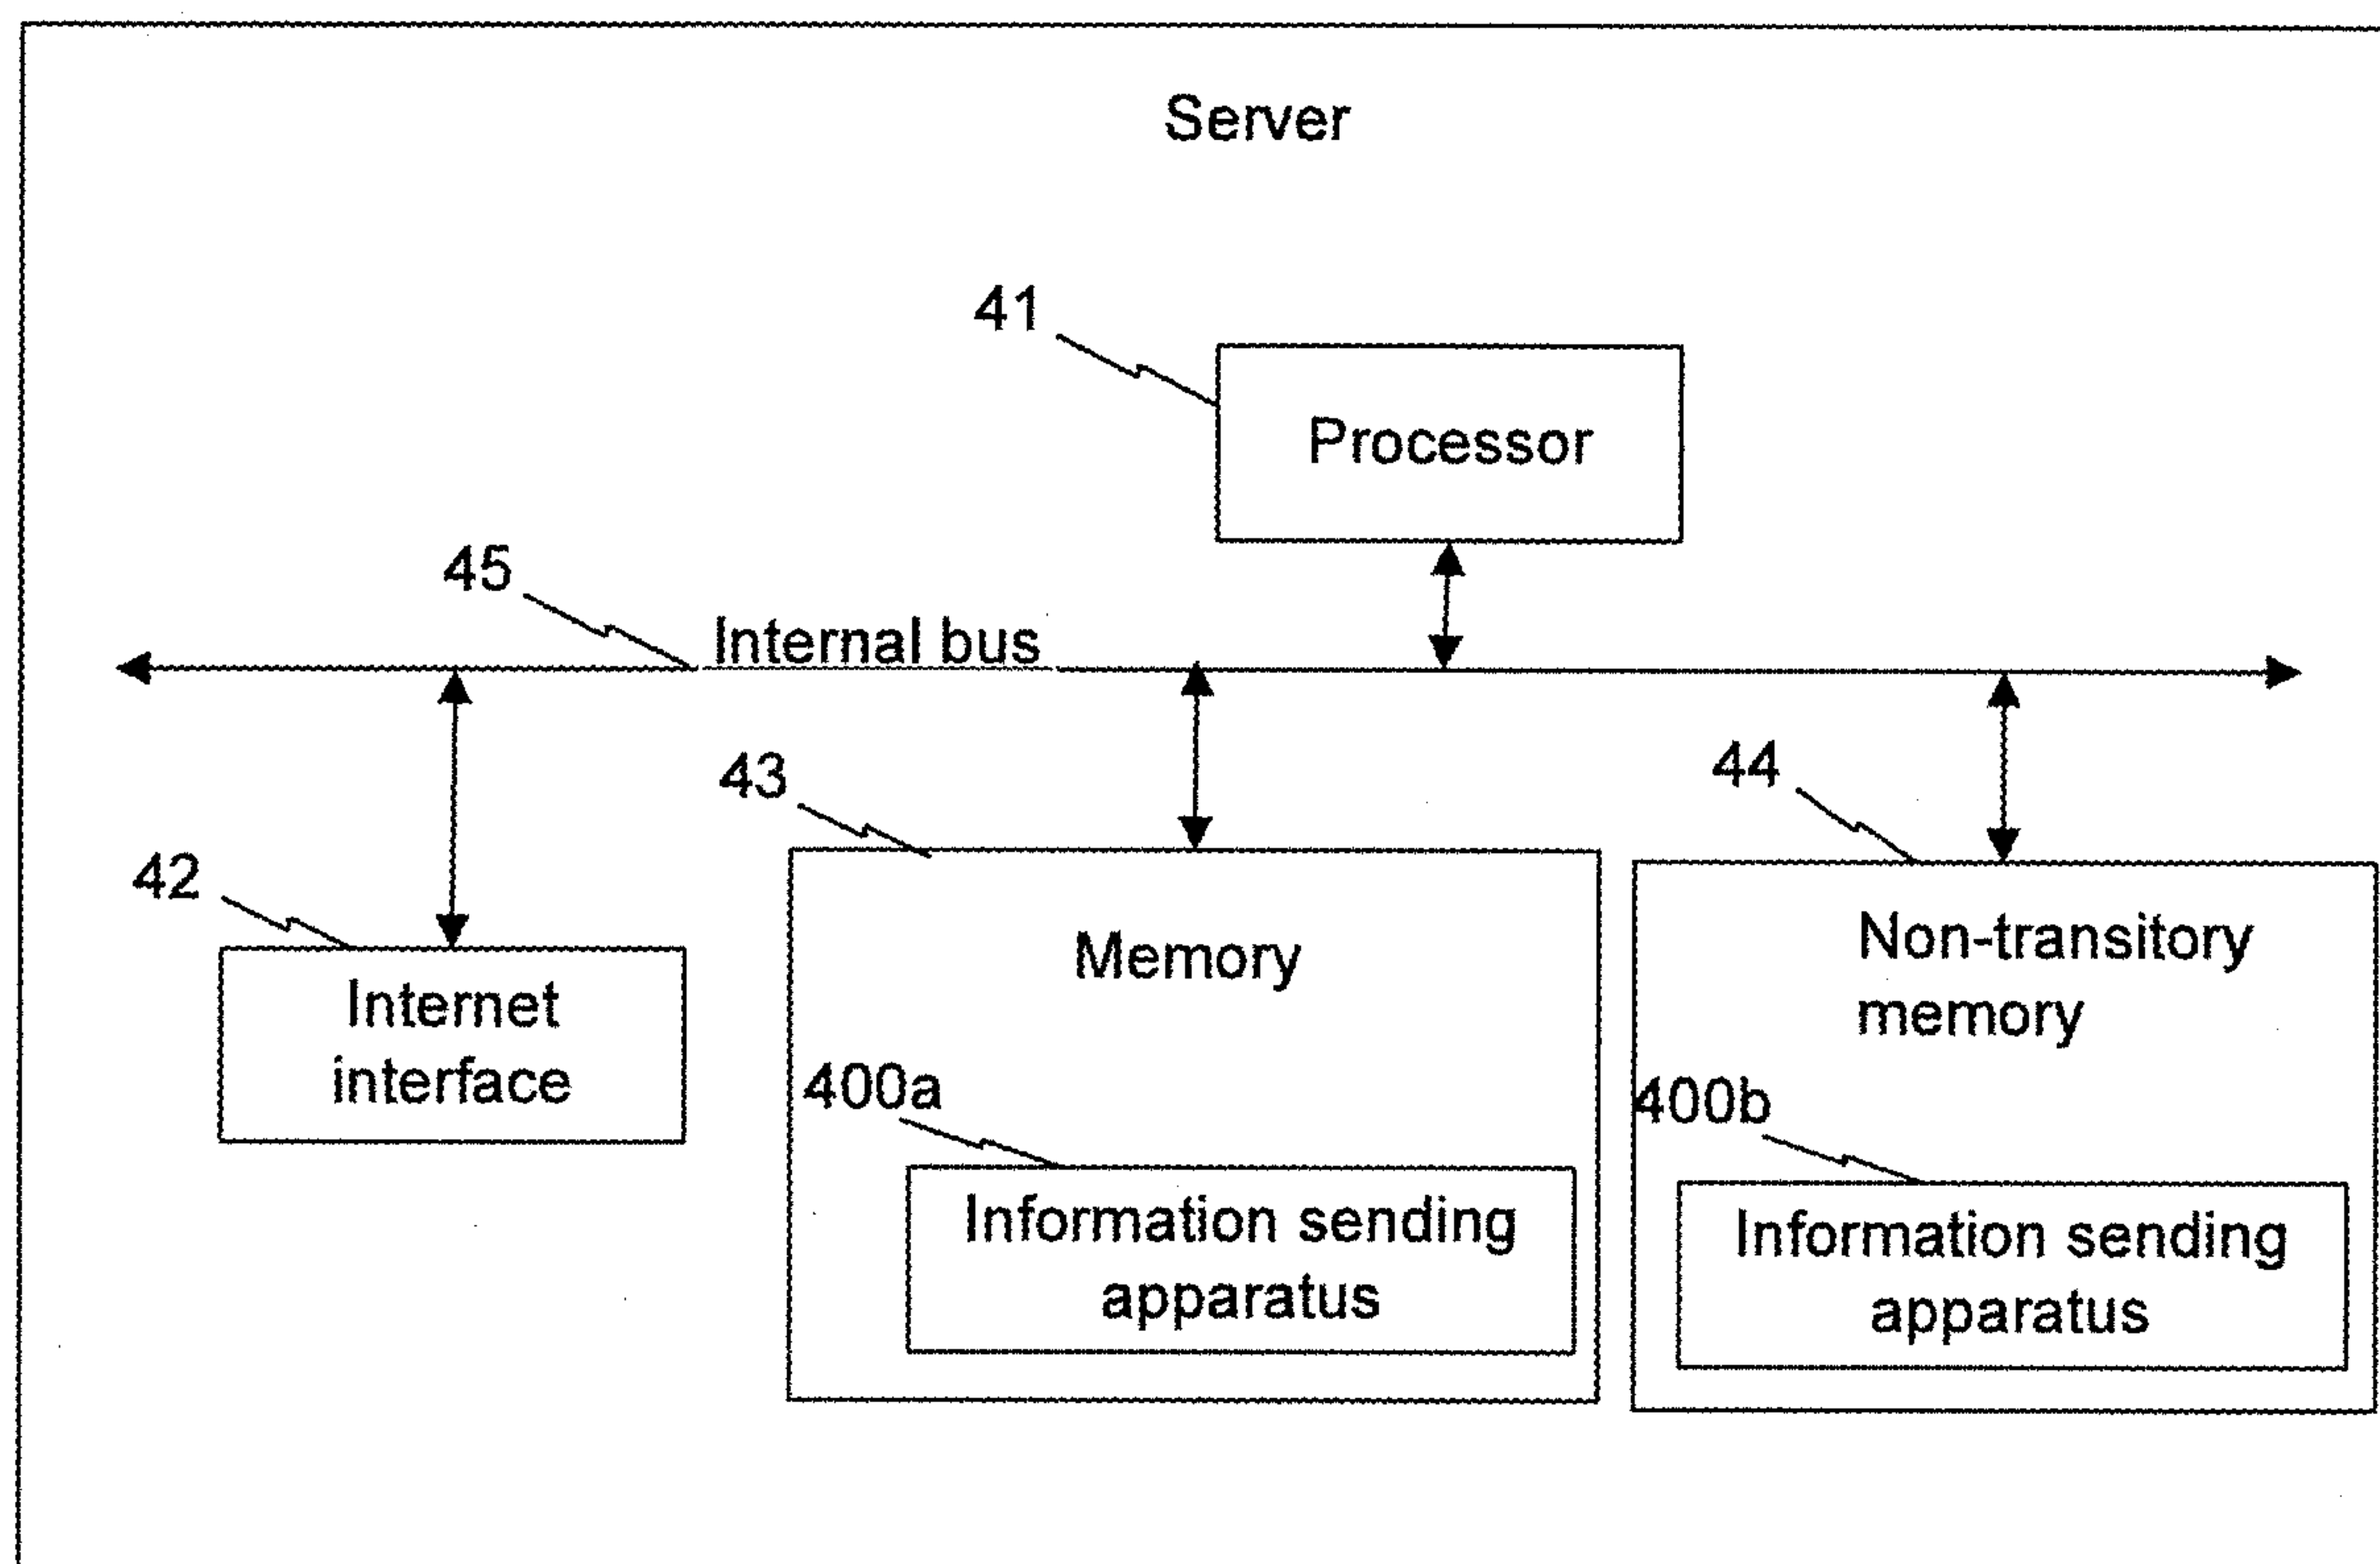 Server
41
Processor
45
Internal bus
43
44
42
Memory
Non-transitory
memory
Internet
interface
400a
400b
Information sending
apparatus
Information sending
apparatus